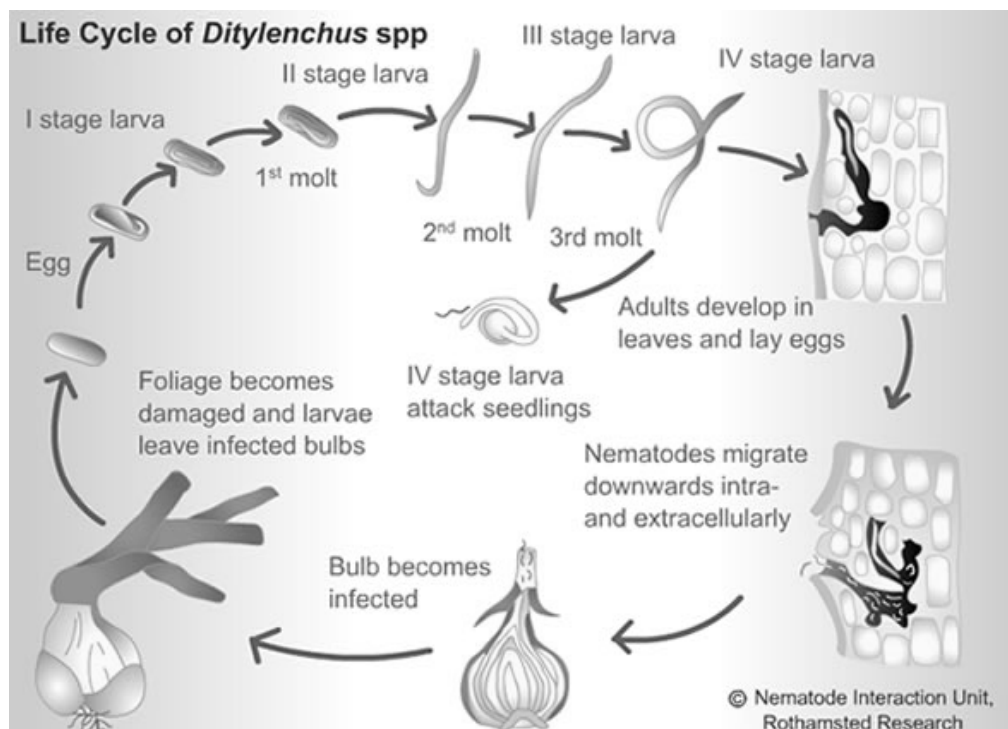 Life Cycle of Ditylenchus spp
I stage larva
II stage larva
III stage larva
IV stage larva
1st molt
2nd molt
3rd molt
Egg
IV stage larva
attack seedlings
Adults develop in
leaves and lay eggs
Foliage becomes
damaged and larvae
leave infected bulbs
Nematodes migrate
downwards intra-
and extracellularly
Bulb becomes
infected
© Nematode Interaction Unit,
Rothamsted Research